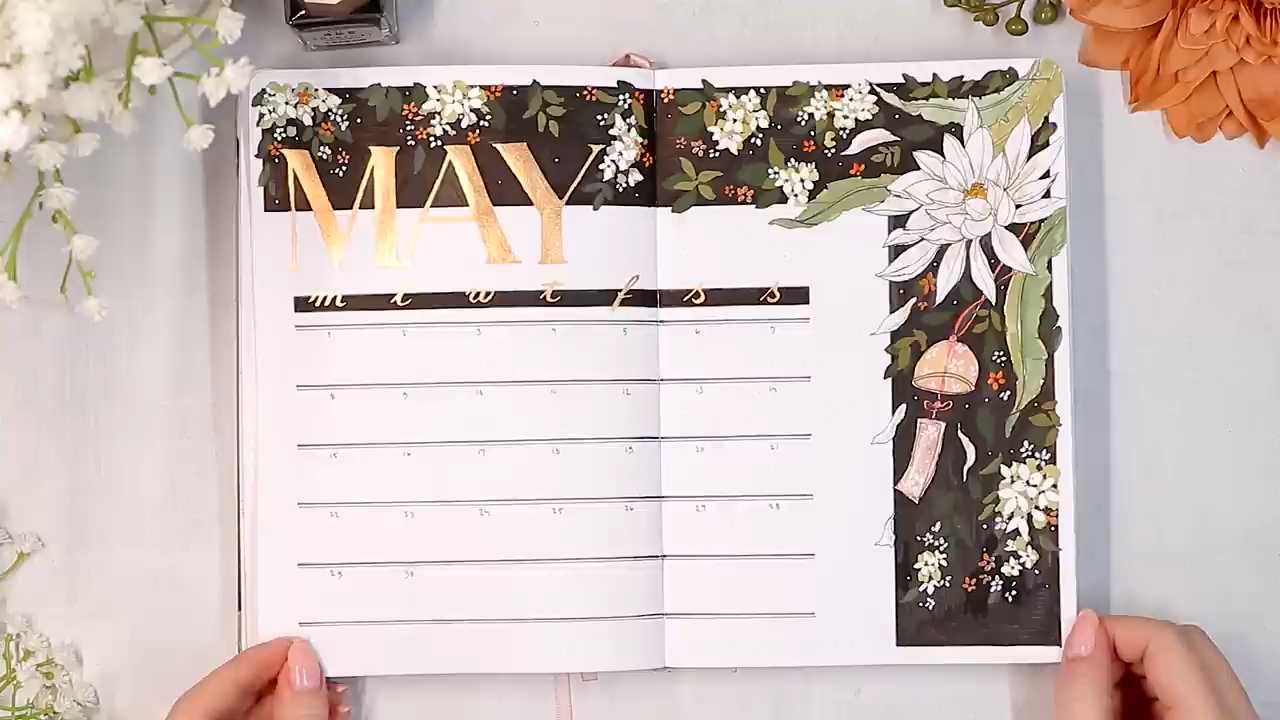 MAY
m t w t f s s
1 2 3 4 5 6 7
8 9 10 11 12 13 14
15 16 17 18 19 20 21
22 23 24 25 26 27 28
29 30